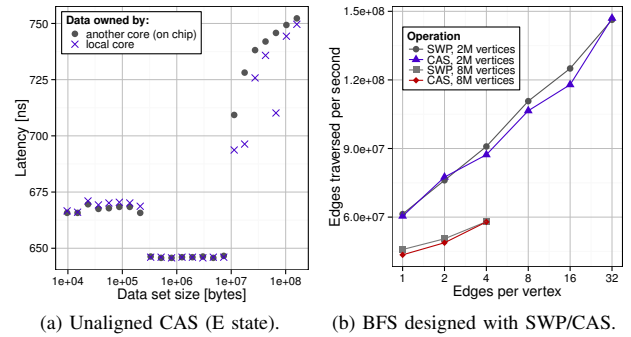 Data owned by:
another core (on chip)
local core
Latency [ns]
750
725
700
675
650
1e+04 1e+05 1e+06 1e+07 1e+08
Data set size [bytes]
(a) Unaligned CAS (E state).
Operation
SWP, 2M vertices
CAS, 2M vertices
SWP, 8M vertices
CAS, 8M vertices
Edges traversed per second
1.5e+08
1.2e+08
9.0e+07
6.0e+07
1 2 4 8 16 32
Edges per vertex
(b) BFS designed with SWP/CAS.